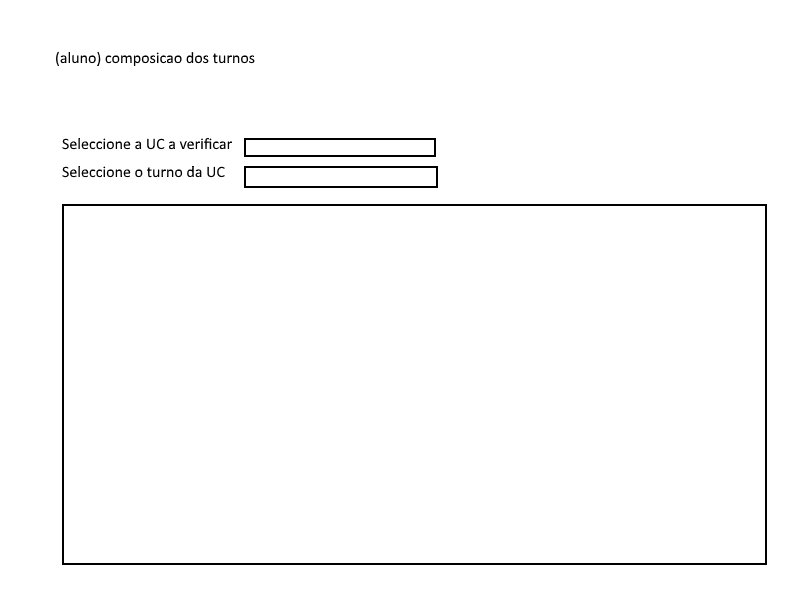 (aluno) composicao dos turnos
Seleccione a UC a verificar
Seleccione o turno da UC